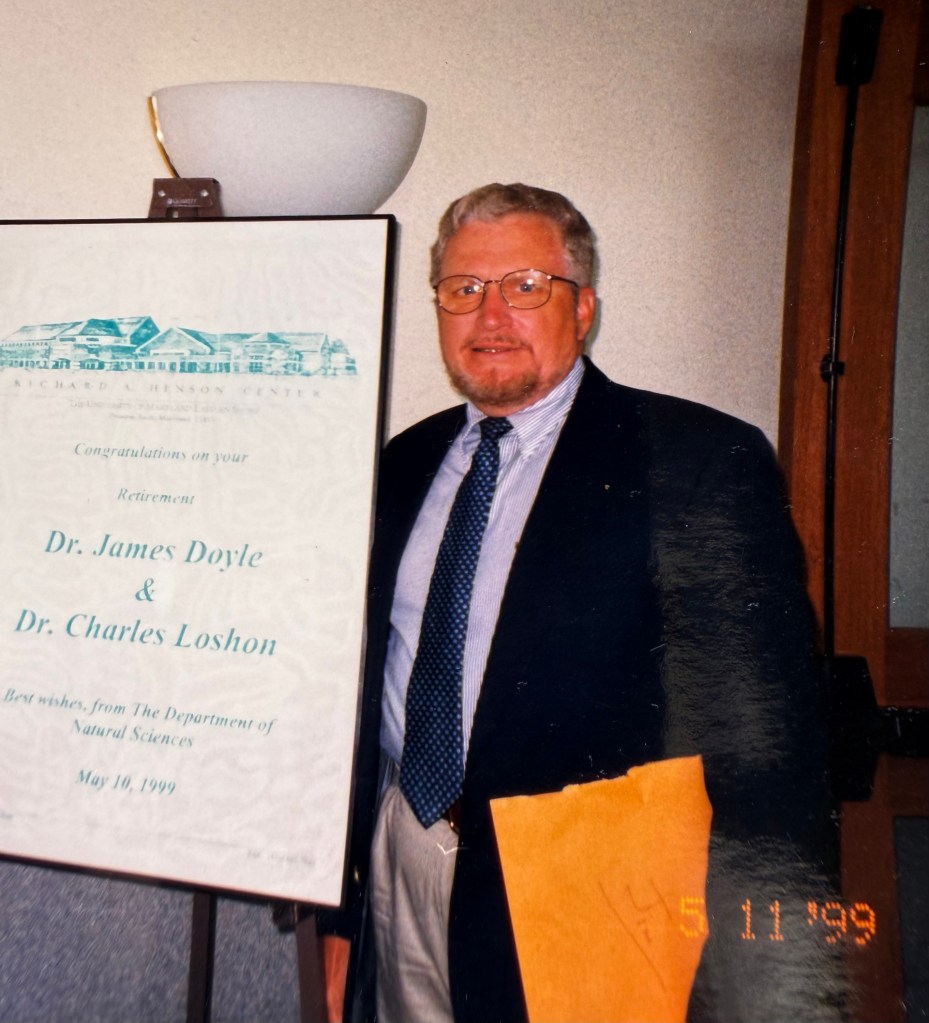 RICHARD A. HENSON CENTER
Congratulations on your
Retirement
Dr. James Doyle
&
Dr. Charles Loshon
Best wishes, from The Department of
Natural Sciences
May 10, 1999
5 11 '99